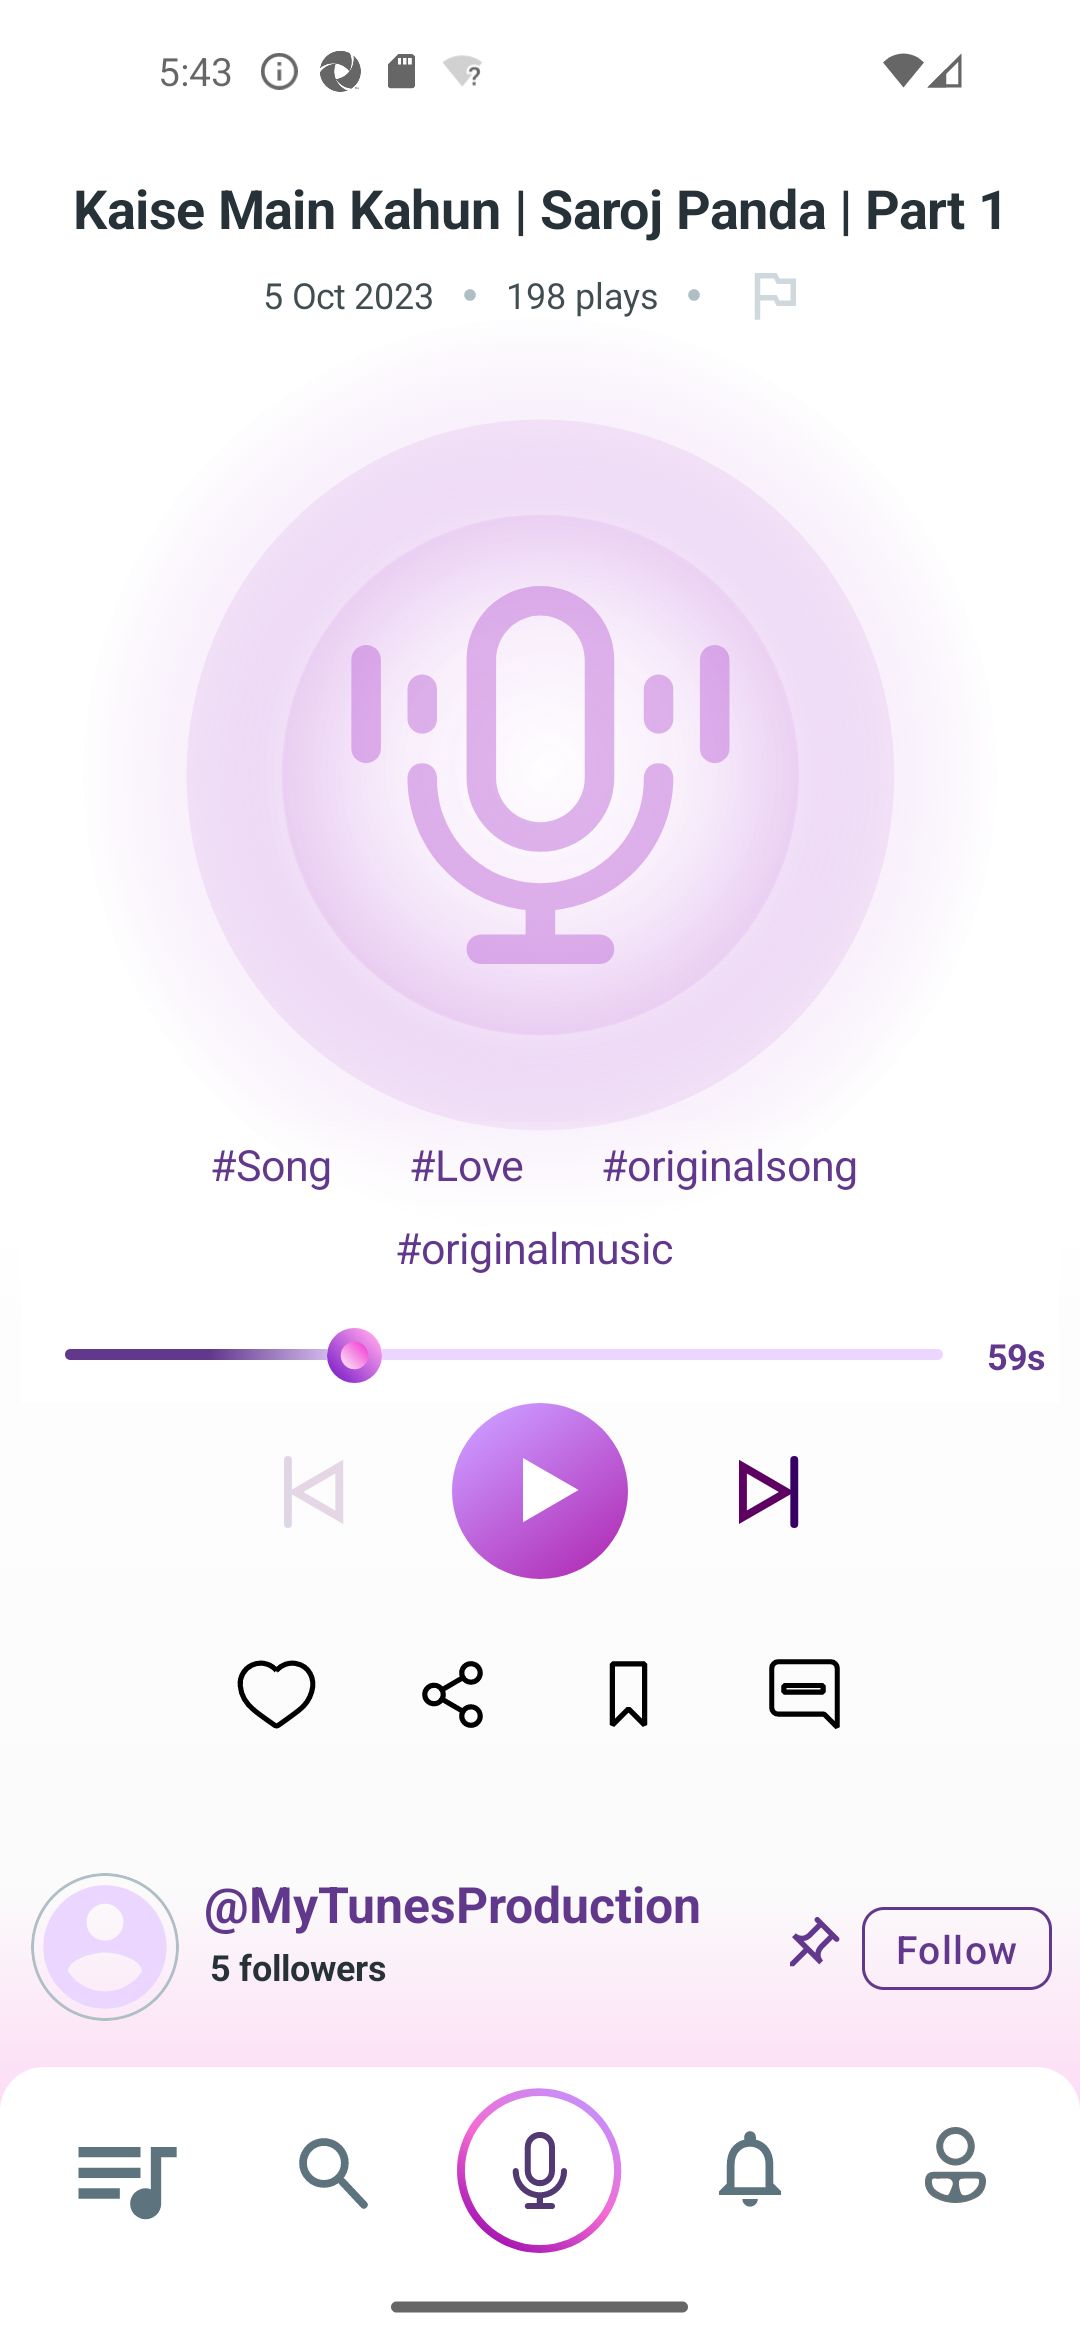 5:43
Kaise Main Kahun | Saroj Panda | Part 1
5 Oct 2023 • 198 plays •
#Song #Love #originalsong
#originalmusic
59s
@MyTunesProduction
5 followers
Follow